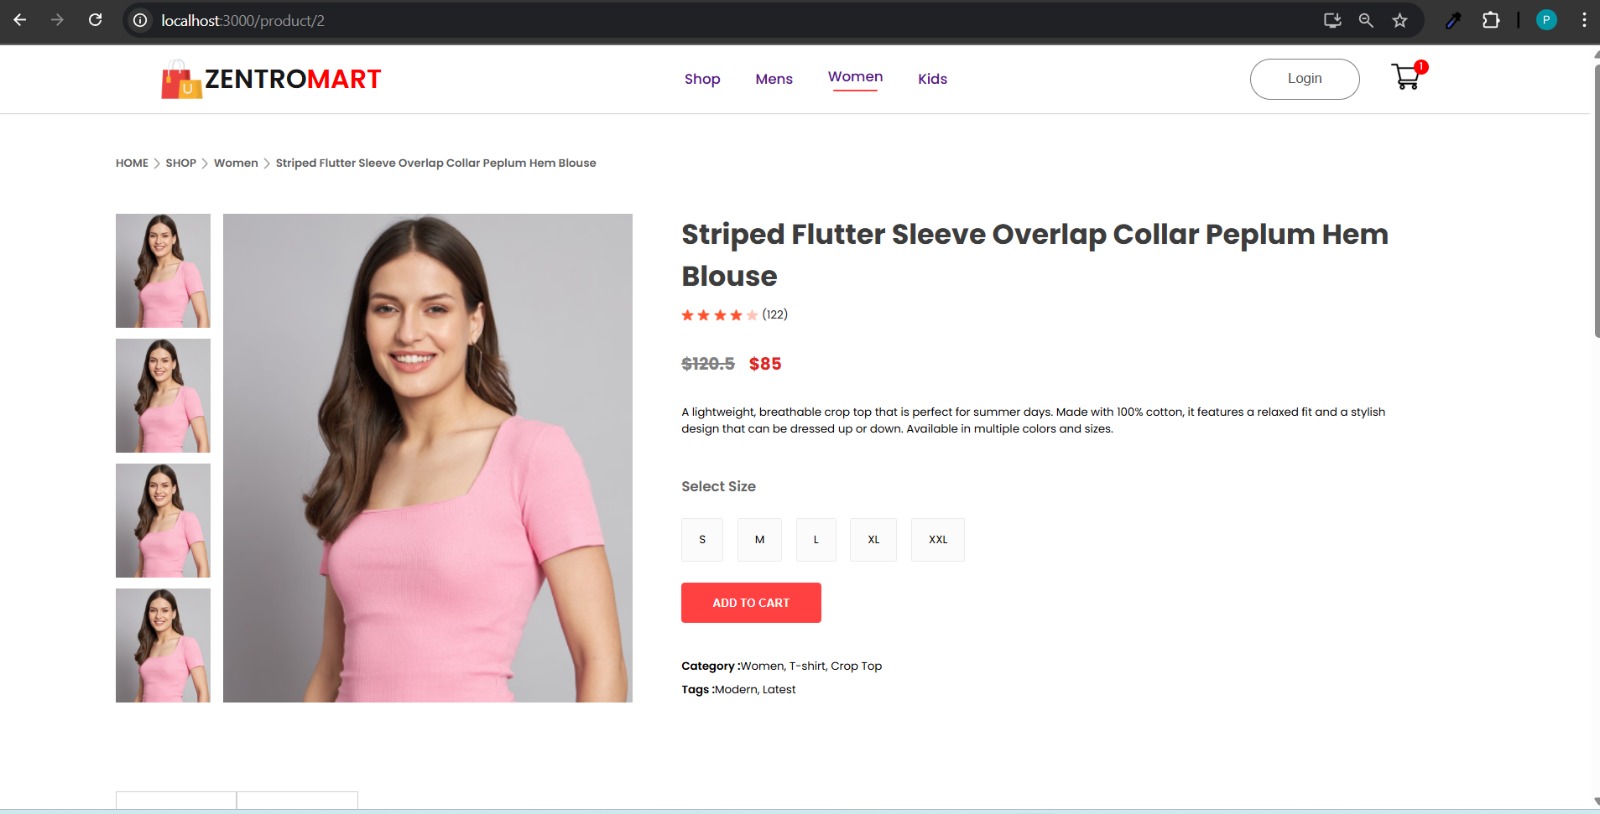 localhost:3000/product/2
P
ZENTROMART
Shop
Mens
Women
Kids
Login
1
HOME > SHOP > Women > Striped Flutter Sleeve Overlap Collar Peplum Hem Blouse
Striped Flutter Sleeve Overlap Collar Peplum Hem
Blouse
(122)
$120.5 $85
A lightweight, breathable crop top that is perfect for summer days. Made with 100% cotton, it features a relaxed fit and a stylish
design that can be dressed up or down. Available in multiple colors and sizes.
Select Size
S M L XL XXL
ADD TO CART
Category :Women, T-shirt, Crop Top
Tags :Modern, Latest